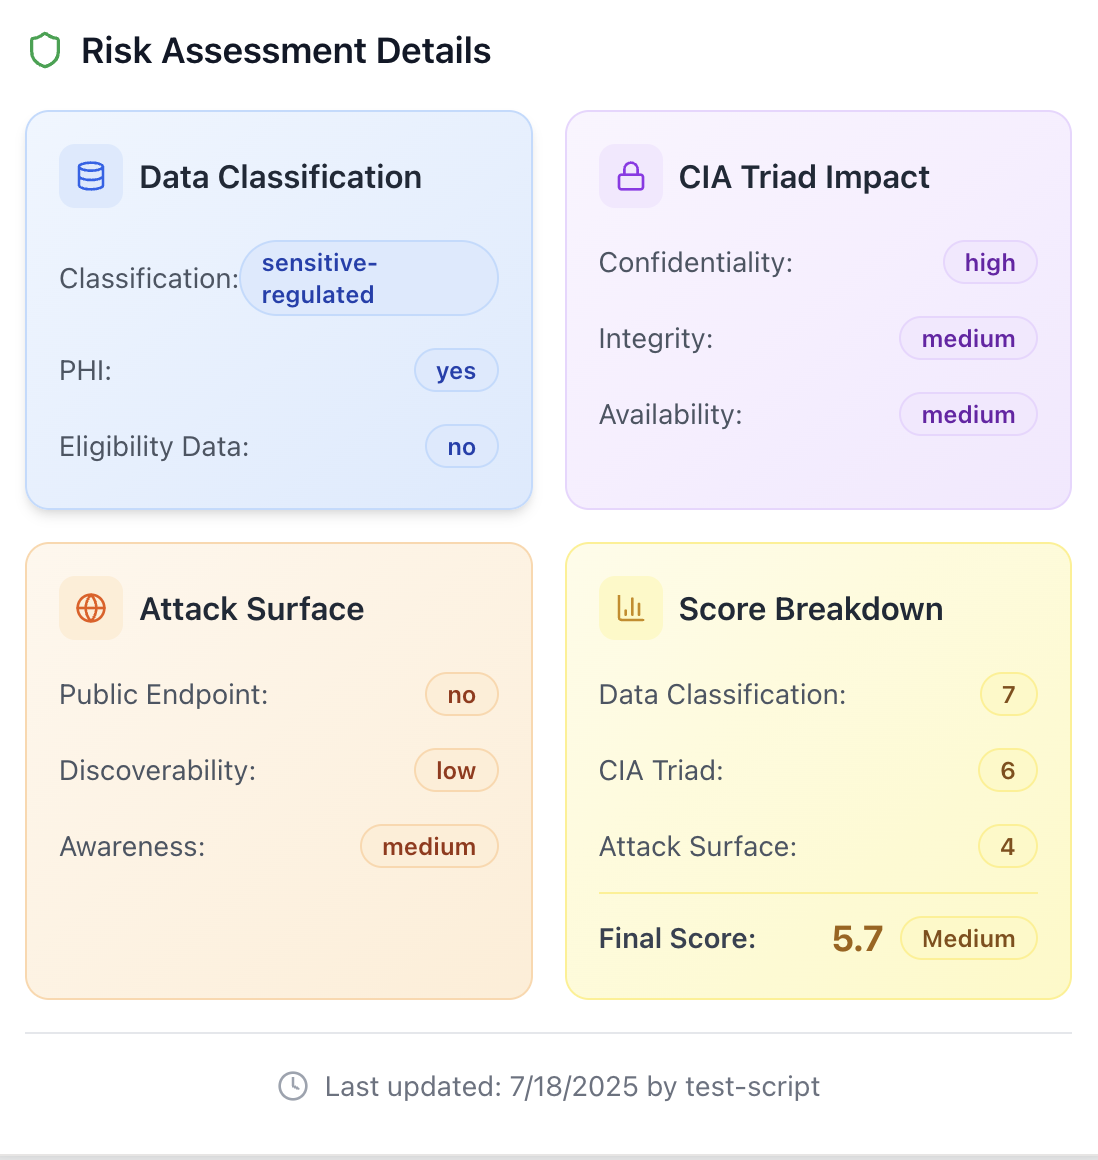 Risk Assessment Details
Data Classification
Classification: sensitive-
regulated
PHI: yes
Eligibility Data: no
CIA Triad Impact
Confidentiality: high
Integrity: medium
Availability: medium
Attack Surface
Public Endpoint: no
Discoverability: low
Awareness: medium
Score Breakdown
Data Classification: 7
CIA Triad: 6
Attack Surface: 4
Final Score: 5.7 Medium
Last updated: 7/18/2025 by test-script